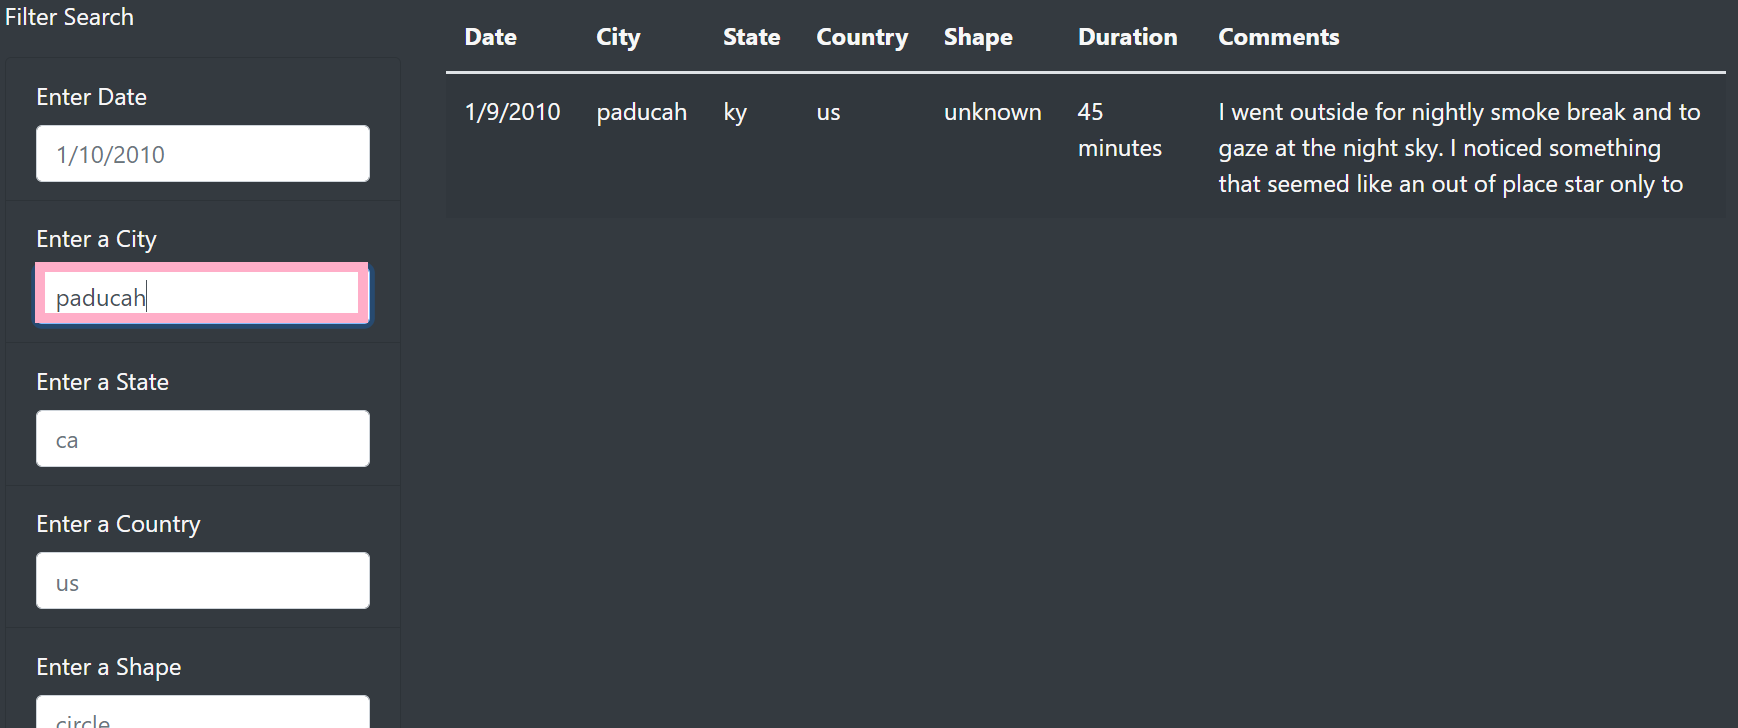 Filter Search
Enter Date
1/10/2010
Enter a City
paducah
Enter a State
ca
Enter a Country
us
Enter a Shape
circle
Date City State Country Shape Duration Comments
1/9/2010 paducah ky us unknown 45 minutes I went outside for nightly smoke break and to
gaze at the night sky. I noticed something
that seemed like an out of place star only to